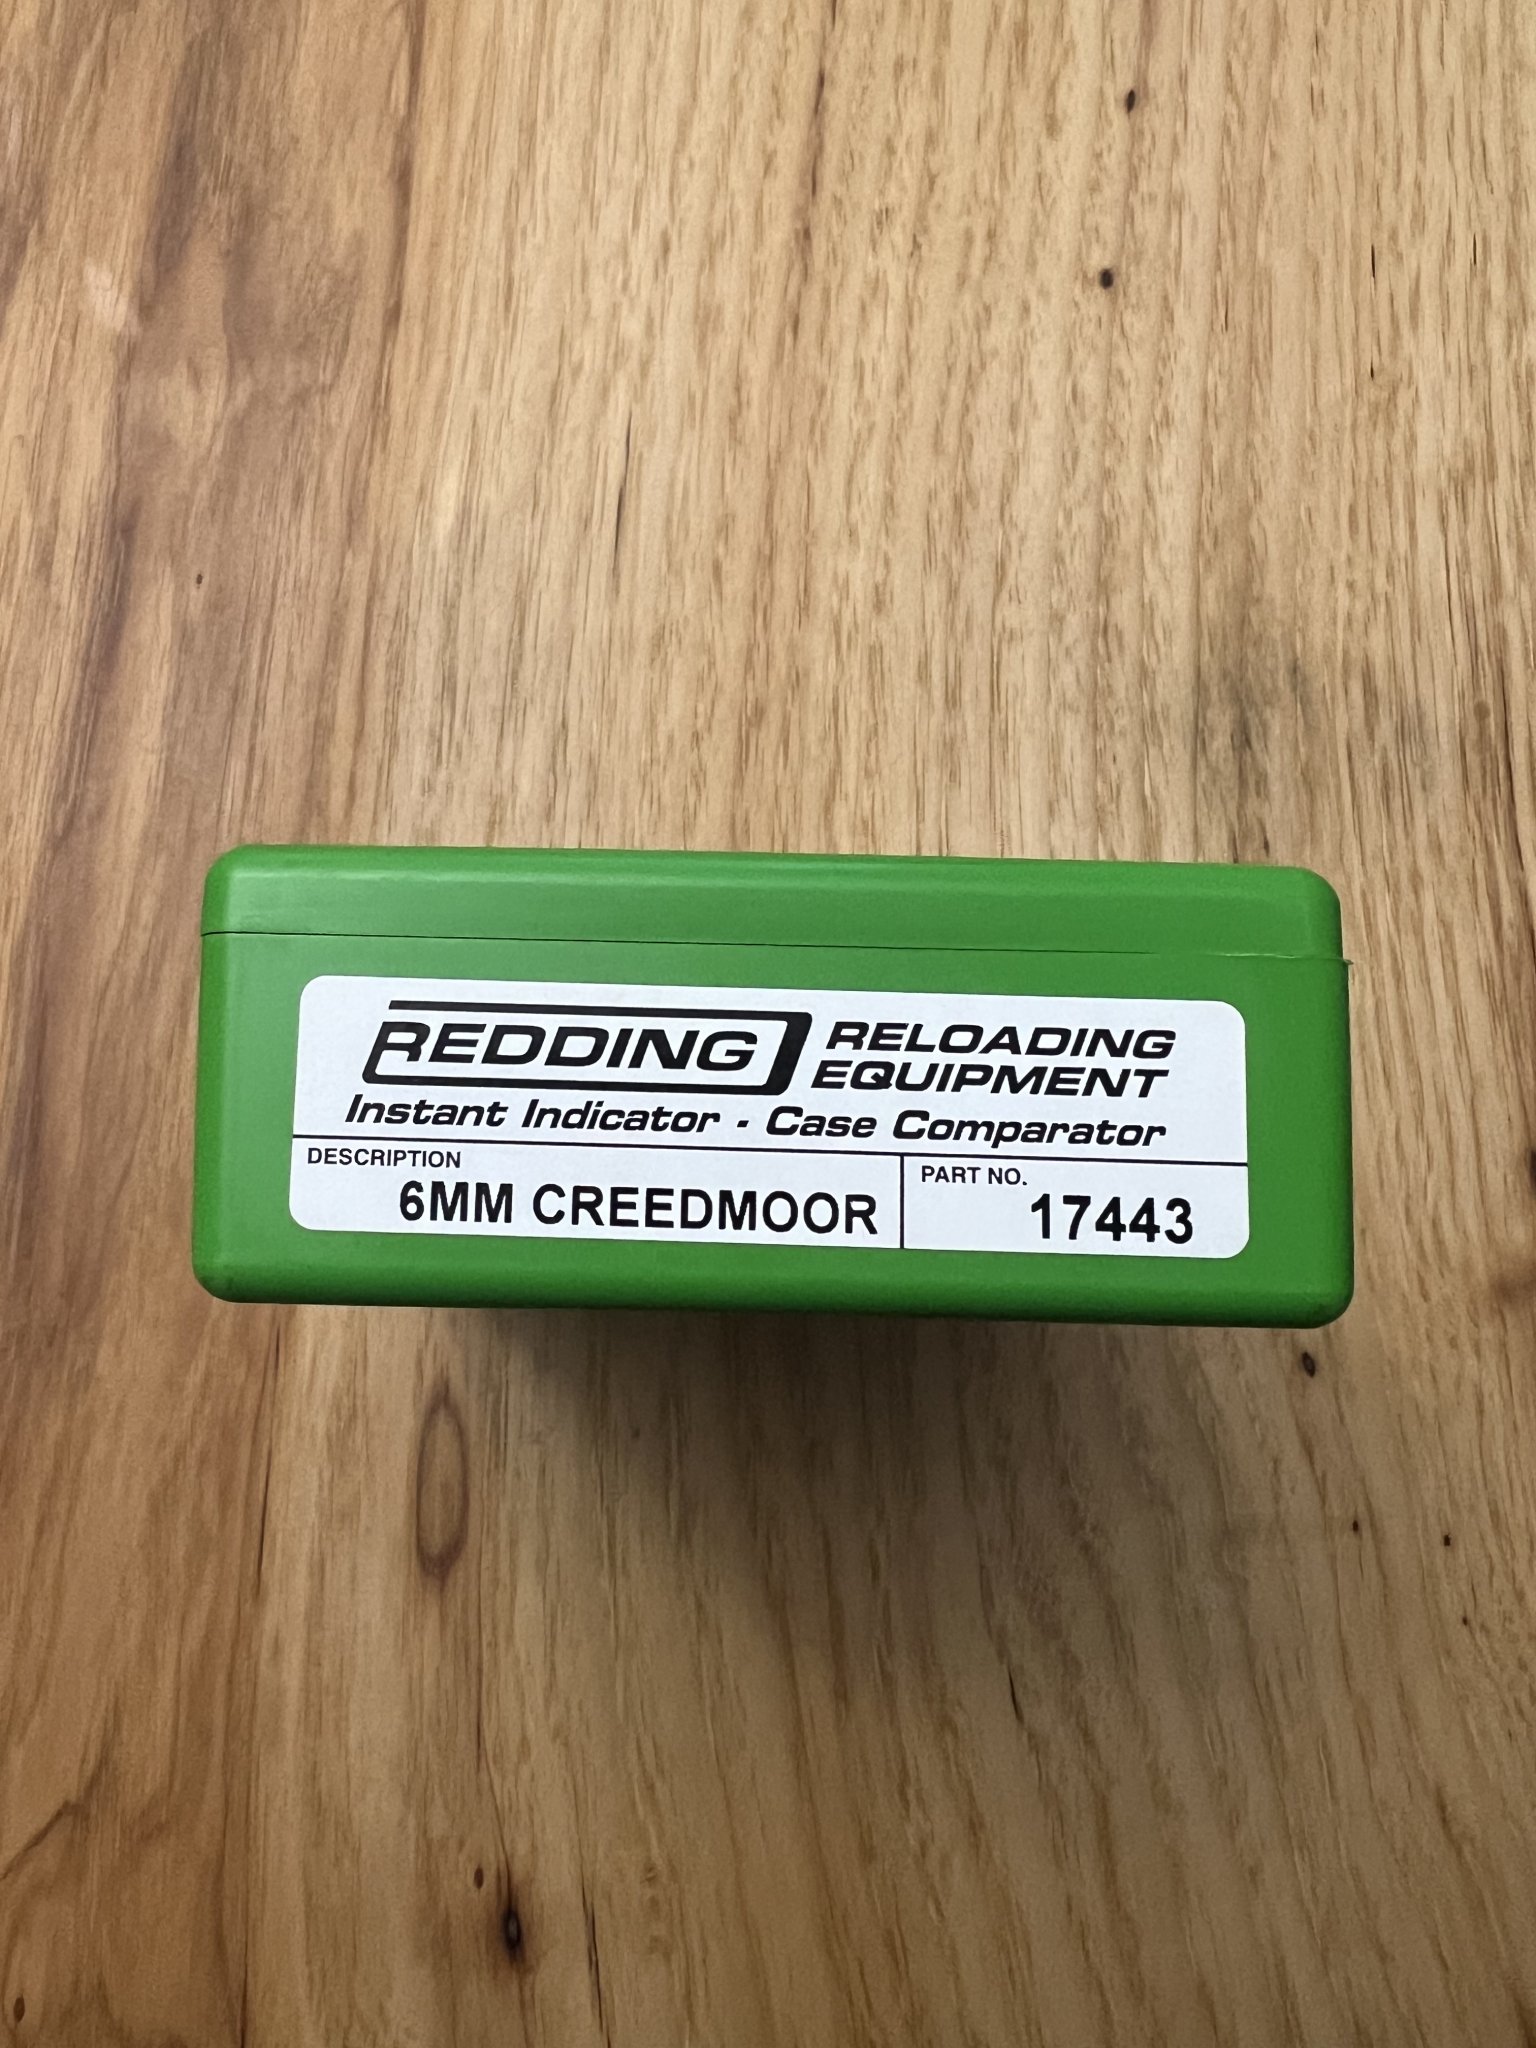 REDDING RELOADING EQUIPMENT
Instant Indicator - Case Comparator
DESCRIPTION
6MM CREEDMOOR
PART NO.
17443